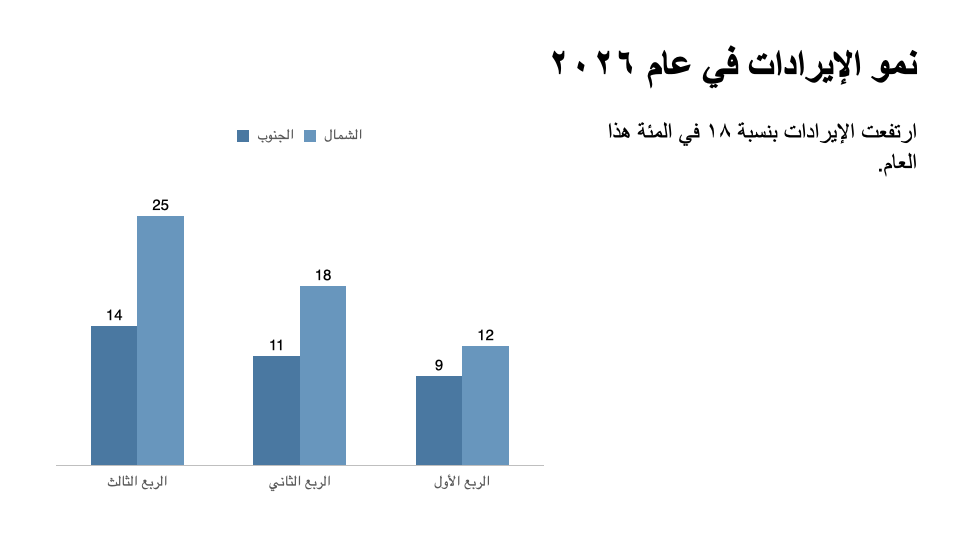 نمو الإيرادات في عام ٢٠٢٦
ارتفعت الإيرادات بنسبة ١٨ في المئة هذا
العام.
الشمال الجنوب
25
18
14
12
11
9
الربع الأول الربع الثاني الربع الثالث